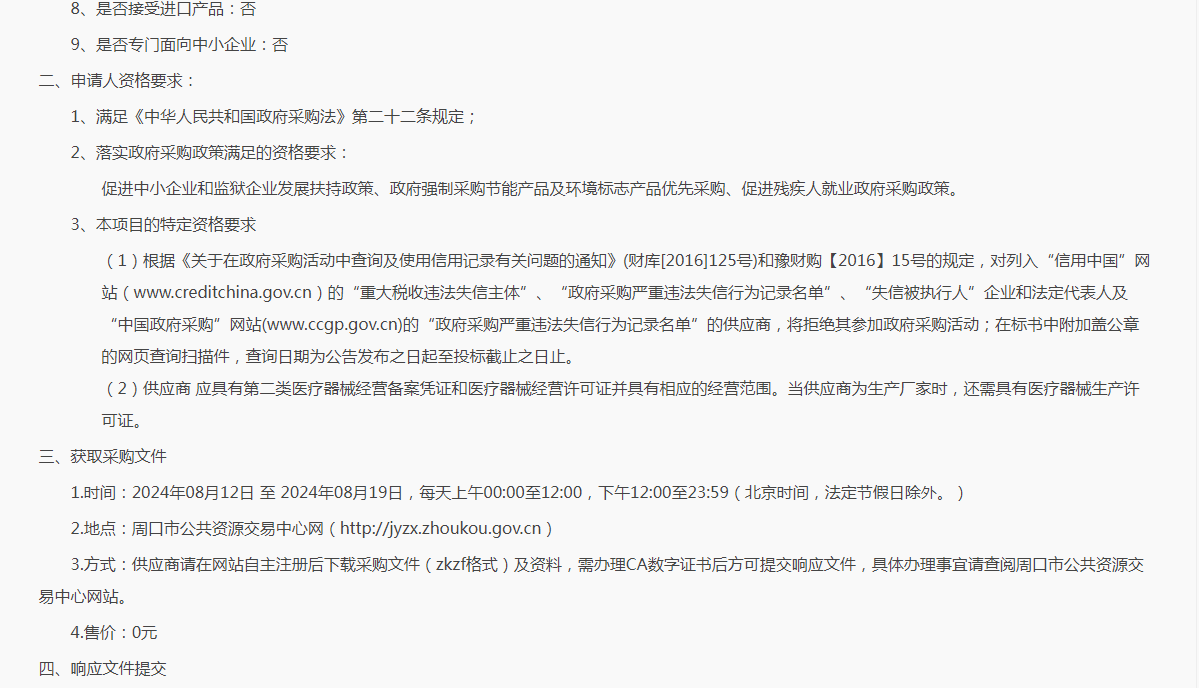 8、是否接受进口产品：否
9、是否专门面向中小企业：否
二、申请人资格要求：
1、满足《中华人民共和国政府采购法》第二十二条规定；
2、落实政府采购政策满足的资格要求：
促进中小企业和监狱企业发展扶持政策、政府强制采购节能产品及环境标志产品优先采购、促进残疾人就业政府采购政策。
3、本项目的特定资格要求
（1）根据《关于在政府采购活动中查询及使用信用记录有关问题的通知》(财库[2016]125号)和豫财购【2016】15号的规定，对列入“信用中国”网
站（www.creditchina.gov.cn）的“重大税收违法失信主体”、“政府采购严重违法失信行为记录名单”、“失信被执行人”企业和法定代表人及
“中国政府采购”网站(www.ccgp.gov.cn)的“政府采购严重违法失信行为记录名单”的供应商，将拒绝其参加政府采购活动；在标书中附加盖公章
的网页查询扫描件，查询日期为公告发布之日起至投标截止之日止。
（2）供应商 应具有第二类医疗器械经营备案凭证和医疗器械经营许可证并具有相应的经营范围。当供应商为生产厂家时，还需具有医疗器械生产许
可证。
三、获取采购文件
1.时间：2024年08月12日 至 2024年08月19日，每天上午00:00至12:00，下午12:00至23:59（北京时间，法定节假日除外。）
2.地点：周口市公共资源交易中心网（http://jyzx.zhoukou.gov.cn）
3.方式：供应商请在网站自主注册后下载采购文件（zkzf格式）及资料，需办理CA数字证书后方可提交响应文件，具体办理事宜请查阅周口市公共资源交
易中心网站。
4.售价：0元
四、响应文件提交